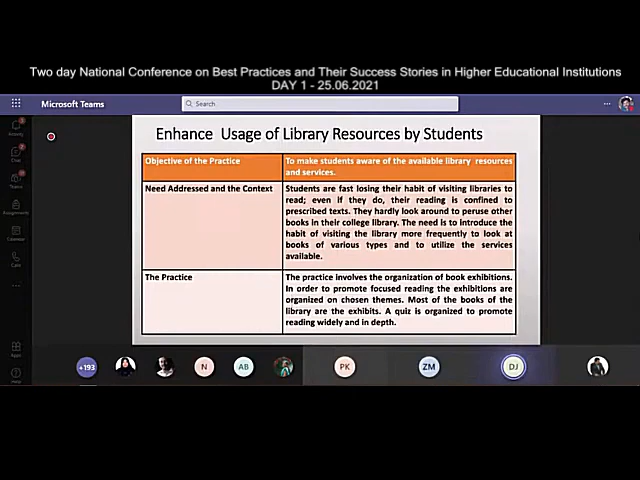 Two day National Conference on Best Practices and Their Success Stories in Higher Educational Institutions
DAY 1 - 25.06.2021
Microsoft Teams
Search
Activity
Chat
Teams
Assignments
Calendar
Calls
Apps
Help
Enhance Usage of Library Resources by Students
Objective of the Practice
To make students aware of the available library resources
and services.
Need Addressed and the Context
Students are fast losing their habit of visiting libraries to
read; even if they do, their reading is confined to
prescribed texts. They hardly look around to peruse other
books in their college library. The need is to introduce the
habit of visiting the library more frequently to look at
books of various types and to utilize the services
available.
The Practice
The practice involves the organization of book exhibitions.
In order to promote focused reading the exhibitions are
organized on chosen themes. Most of the books of the
library are the exhibits. A quiz is organized to promote
reading widely and in depth.
+193
N
AB
PK
ZM
DJ